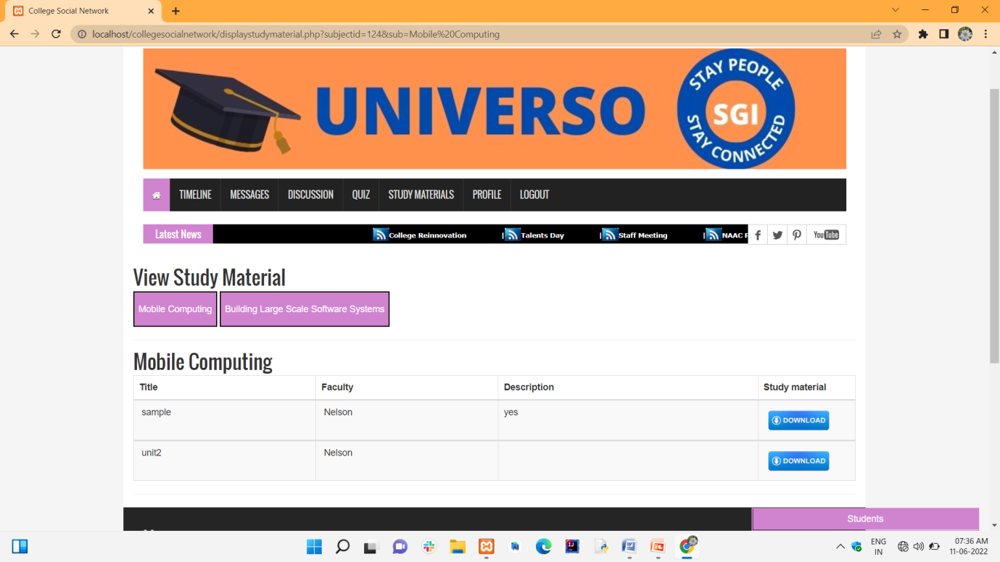 College Social Network
localhost/collegesocialnetwork/displaystudymaterial.php?subjectid=124&sub=Mobile%20Computing
UNIVERSO
STAY PEOPLE
SGI
STAY CONNECTED
TIMELINE MESSAGES DISCUSSION QUIZ STUDY MATERIALS PROFILE LOGOUT
Latest News College Reinnovation | Talents Day | Staff Meeting | NAAC You Tube
View Study Material
Mobile Computing Building Large Scale Software Systems
Mobile Computing
Title Faculty Description Study material
sample Nelson yes DOWNLOAD
unit2 Nelson DOWNLOAD
Students
ENG 07:36 AM
IN 11-06-2022